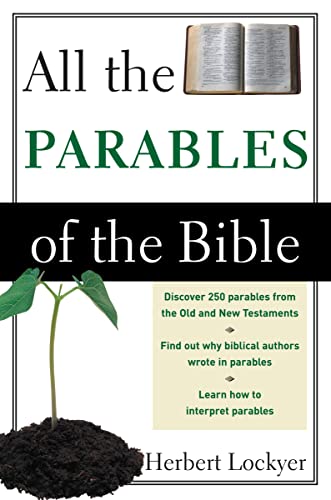 All the
PARABLES
of the Bible
Discover 250 parables from
the Old and New Testaments
Find out why biblical authors
wrote in parables
Learn how to
interpret parables
Herbert Lockyer